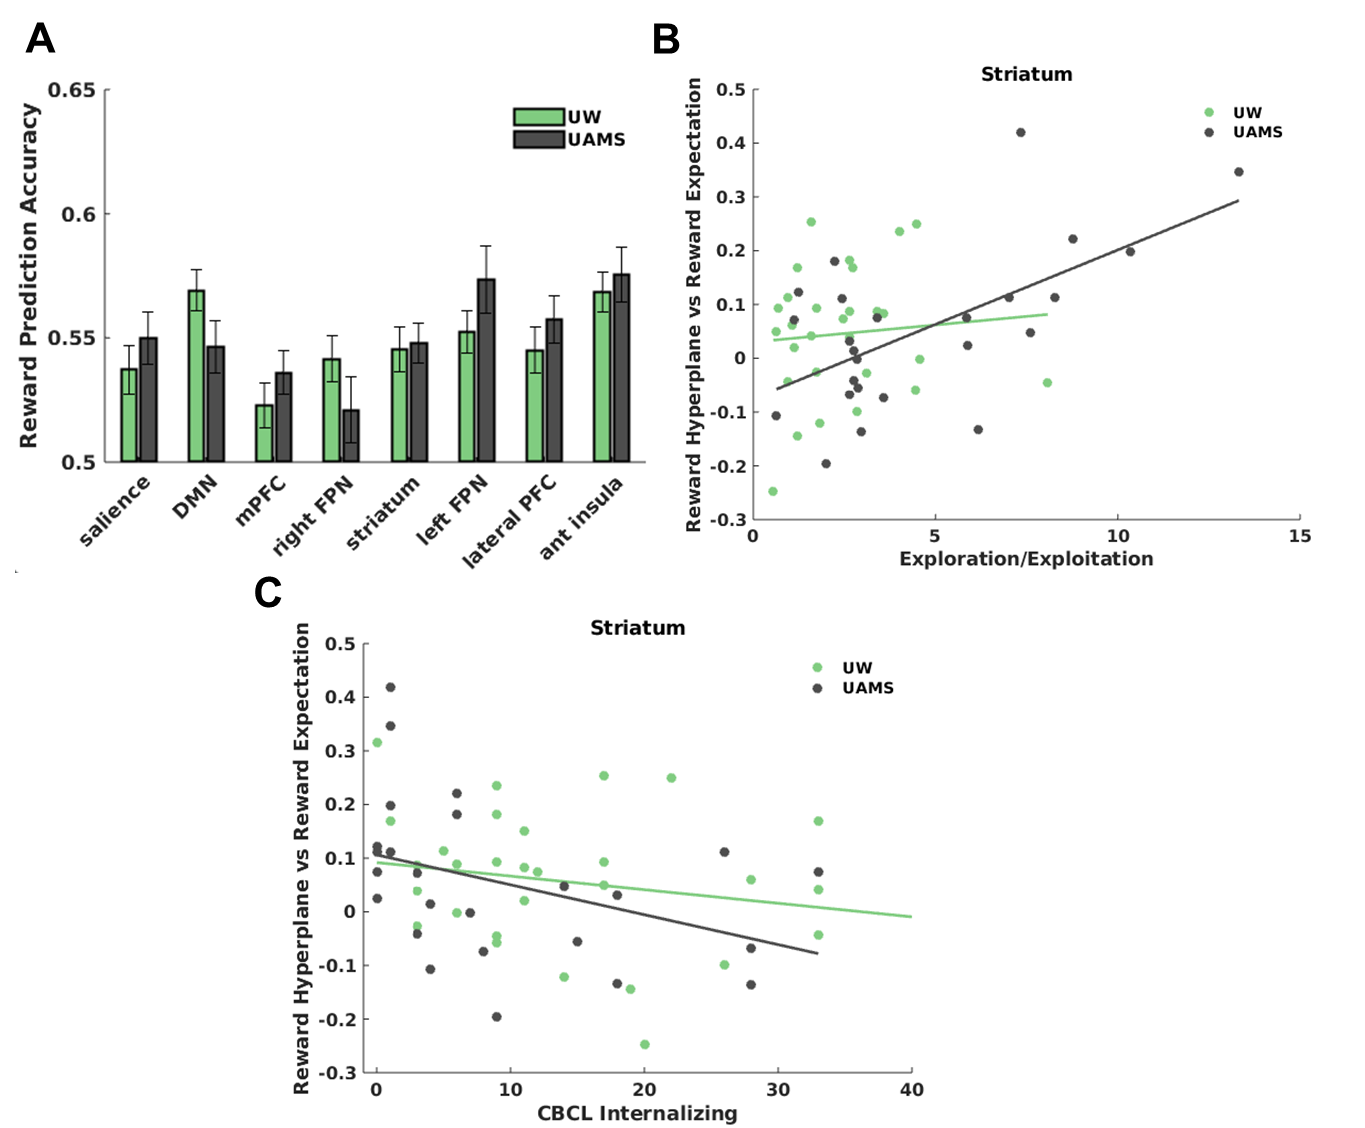 A
Reward Prediction Accuracy
0.65
0.6
0.55
0.5
UW
UAMS
salience
DMN
mPFC
right FPN
striatum
left FPN
lateral PFC
ant insula
B
Striatum
Reward Hyperplane vs Reward Expectation
0.5
0.4
0.3
0.2
0.1
0
-0.1
-0.2
-0.3
UW
UAMS
0
5
10
15
Exploration/Exploitation
C
Striatum
Reward Hyperplane vs Reward Expectation
0.5
0.4
0.3
0.2
0.1
0
-0.1
-0.2
-0.3
UW
UAMS
0
10
20
30
40
CBCL Internalizing